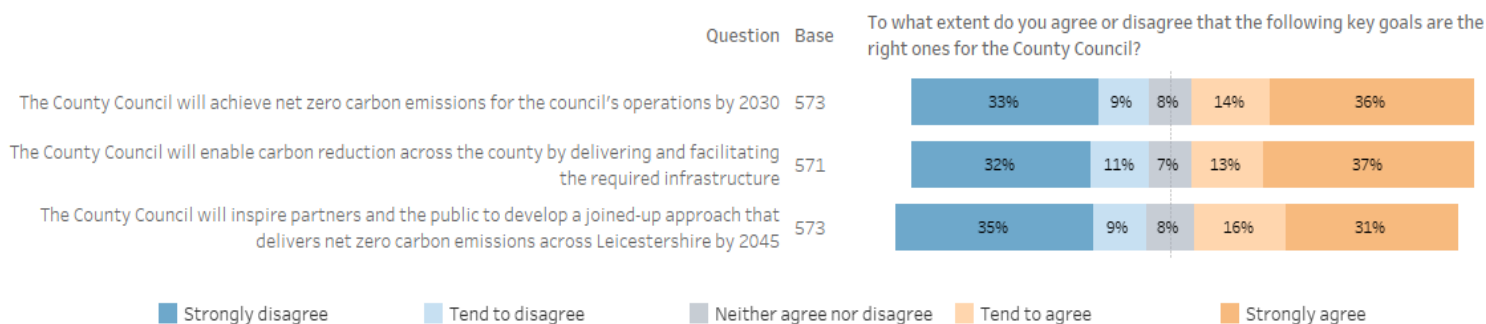 Question Base To what extent do you agree or disagree that the following key goals are the
right ones for the County Council?
The County Council will achieve net zero carbon emissions for the council's operations by 2030 573 33% 9% 8% 14% 36%
The County Council will enable carbon reduction across the county by delivering and facilitating
the required infrastructure 571 32% 11% 7% 13% 37%
The County Council will inspire partners and the public to develop a joined-up approach that
delivers net zero carbon emissions across Leicestershire by 2045 573 35% 9% 8% 16% 31%
Strongly disagree Tend to disagree Neither agree nor disagree Tend to agree Strongly agree